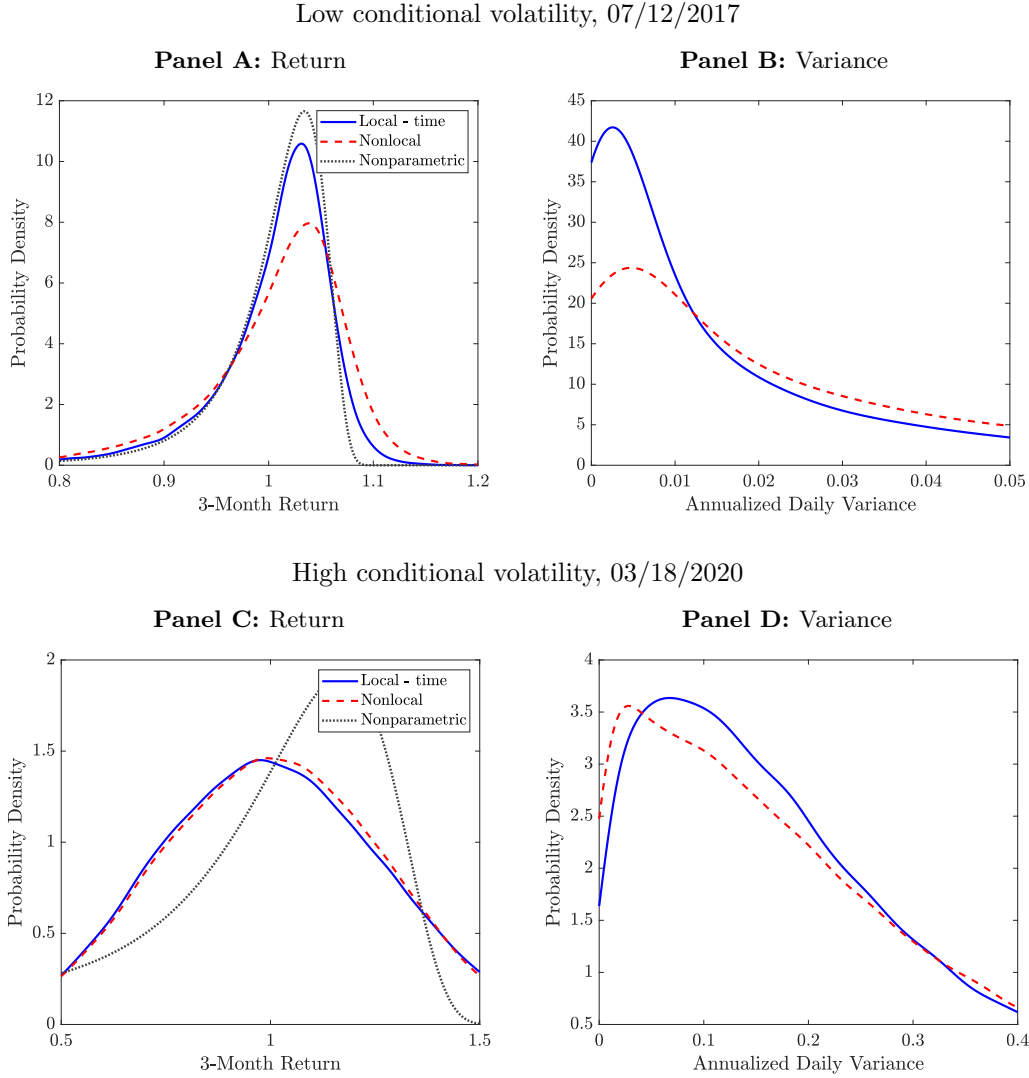 Low conditional volatility, 07/12/2017
Panel A: Return
Panel B: Variance
12
10
8
6
4
2
0
Probability Density
Local - time
Nonlocal
Nonparametric
0.8
0.9
1
1.1
1.2
3-Month Return
45
40
35
30
25
20
15
10
5
0
Probability Density
0
0.01
0.02
0.03
0.04
0.05
Annualized Daily Variance
High conditional volatility, 03/18/2020
Panel C: Return
Panel D: Variance
2
1.5
1
0.5
0
Probability Density
Local - time
Nonlocal
Nonparametric
0.5
1
1.5
3-Month Return
4
3.5
3
2.5
2
1.5
1
0.5
Probability Density
0
0.1
0.2
0.3
0.4
Annualized Daily Variance